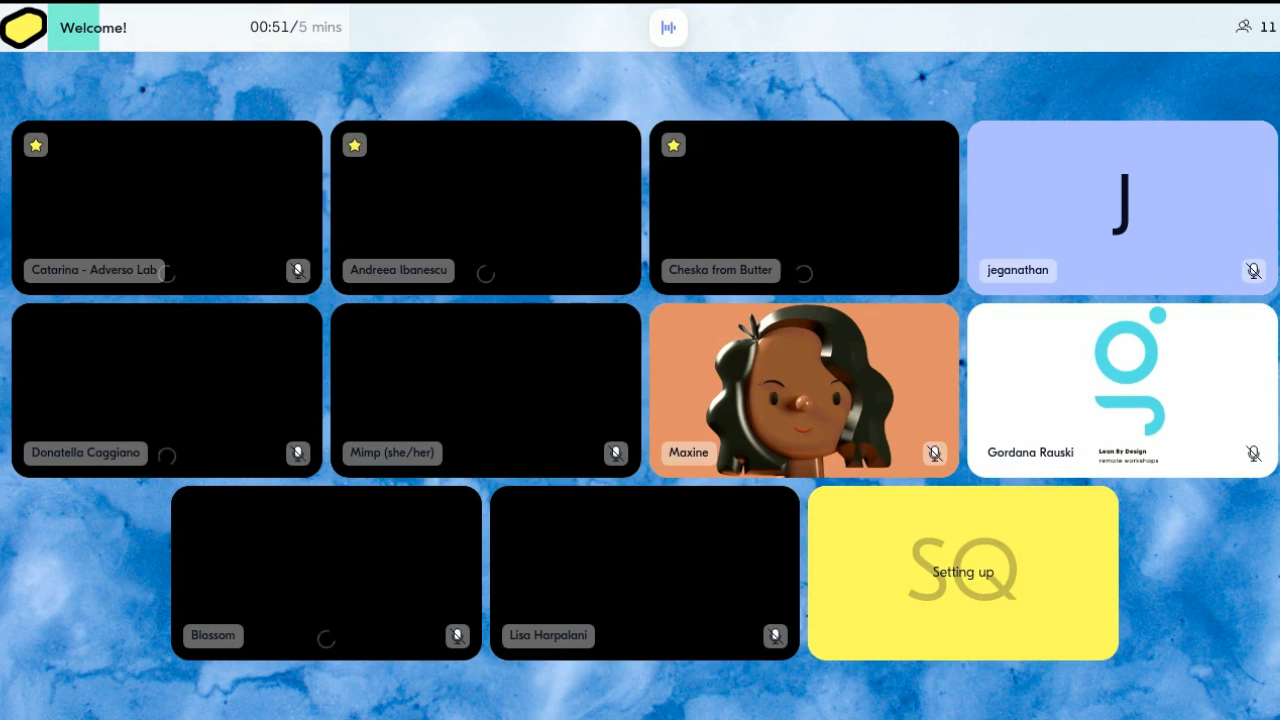 Welcome!
00:51/5 mins
11
Catarina - Adverso Lab
Andreea Ibanescu
Cheska from Butter
J
jeganathan
Donatella Caggiano
Mimp (she/her)
Maxine
Gordana Rauski
g
Lean By Design
remote workshops
Blossom
Lisa Harpalani
SQ
Setting up